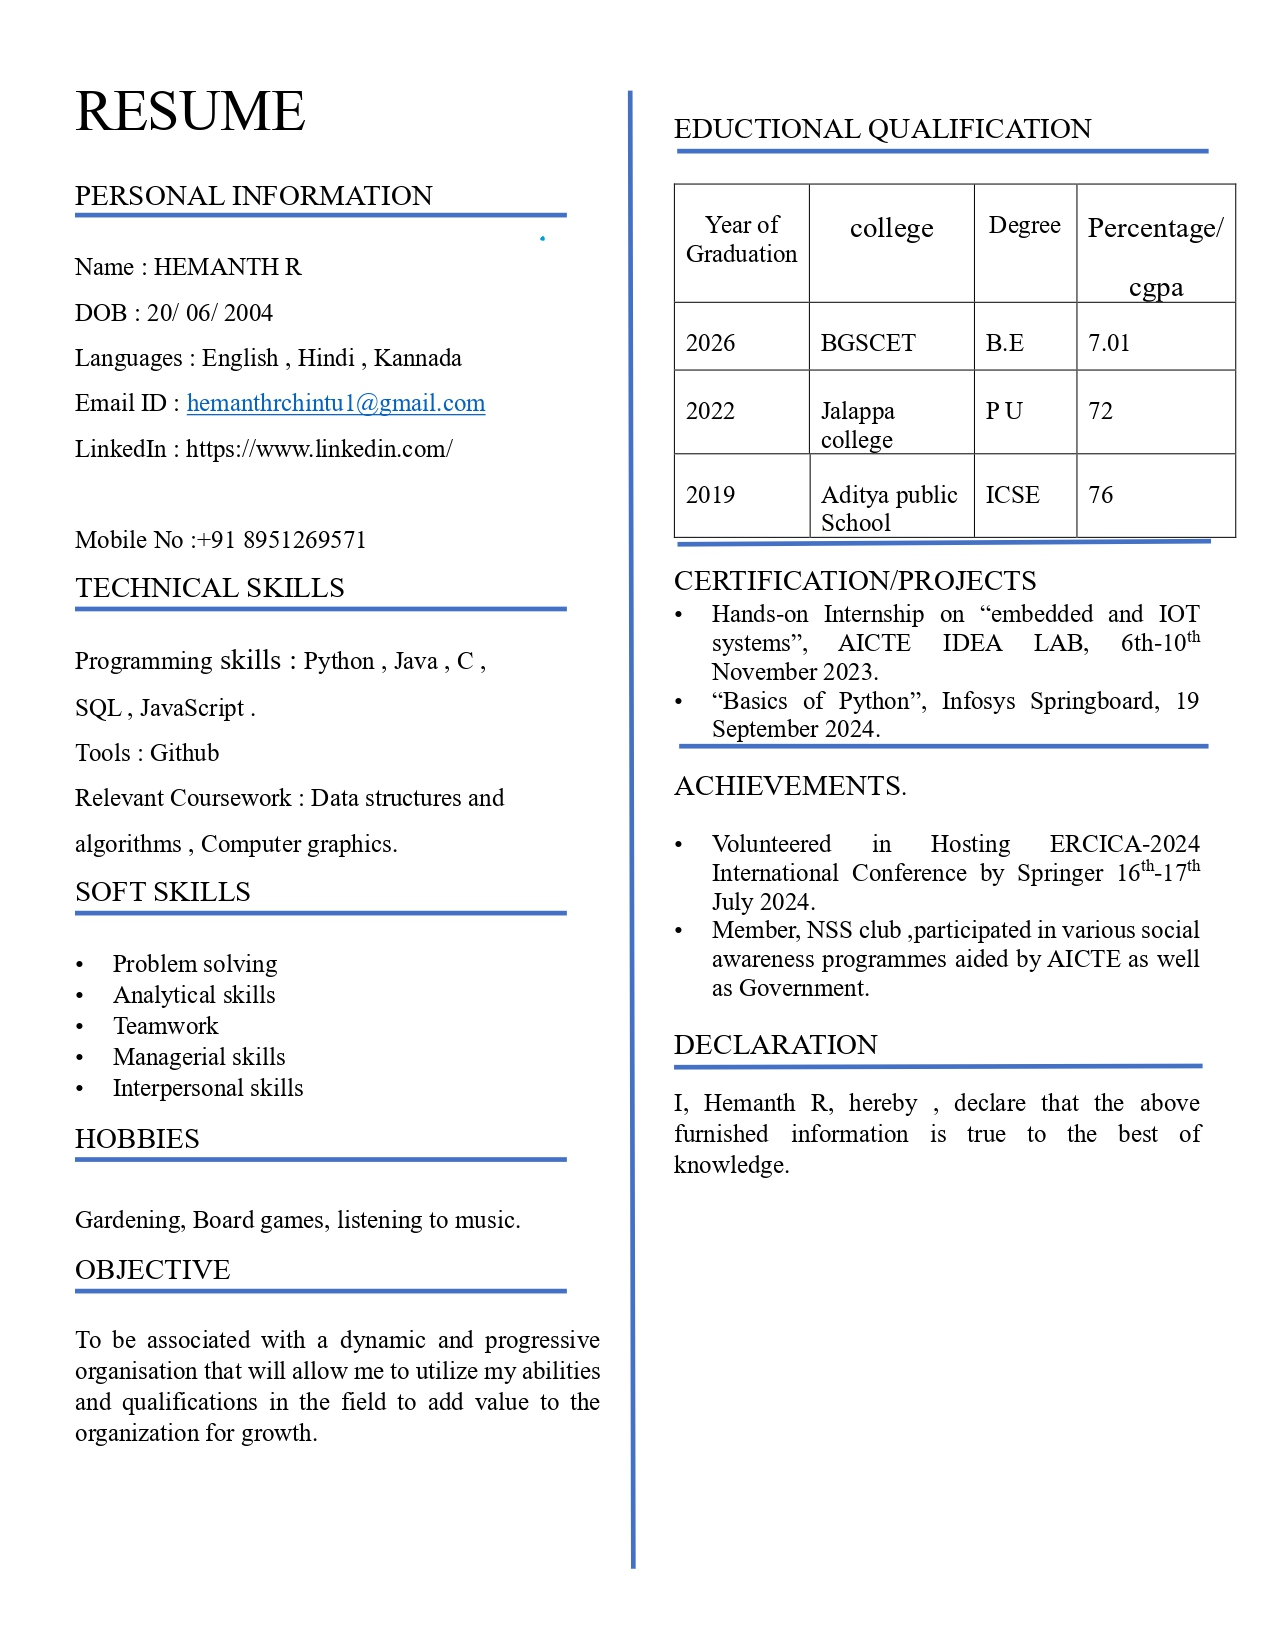 RESUME
PERSONAL INFORMATION
Name : HEMANTH R
DOB : 20/ 06/ 2004
Languages : English , Hindi , Kannada
Email ID : hemanthrchintu1@gmail.com
LinkedIn : https://www.linkedin.com/
Mobile No :+91 8951269571
TECHNICAL SKILLS
Programming skills : Python , Java , C ,
SQL , JavaScript .
Tools : Github
Relevant Coursework : Data structures and
algorithms , Computer graphics.
SOFT SKILLS
• Problem solving
• Analytical skills
• Teamwork
• Managerial skills
• Interpersonal skills
HOBBIES
Gardening, Board games, listening to music.
OBJECTIVE
To be associated with a dynamic and progressive
organisation that will allow me to utilize my abilities
and qualifications in the field to add value to the
organization for growth.
EDUCTIONAL QUALIFICATION
Year of Graduation college Degree Percentage/ cgpa
2026 BGSCET B.E 7.01
2022 Jalappa college P U 72
2019 Aditya public School ICSE 76
CERTIFICATION/PROJECTS
• Hands-on Internship on “embedded and IOT
systems”, AICTE IDEA LAB, 6th-10th
November 2023.
• “Basics of Python”, Infosys Springboard, 19
September 2024.
ACHIEVEMENTS.
• Volunteered in Hosting ERCICA-2024
International Conference by Springer 16th-17th
July 2024.
• Member, NSS club ,participated in various social
awareness programmes aided by AICTE as well
as Government.
DECLARATION
I, Hemanth R, hereby , declare that the above
furnished information is true to the best of
knowledge.